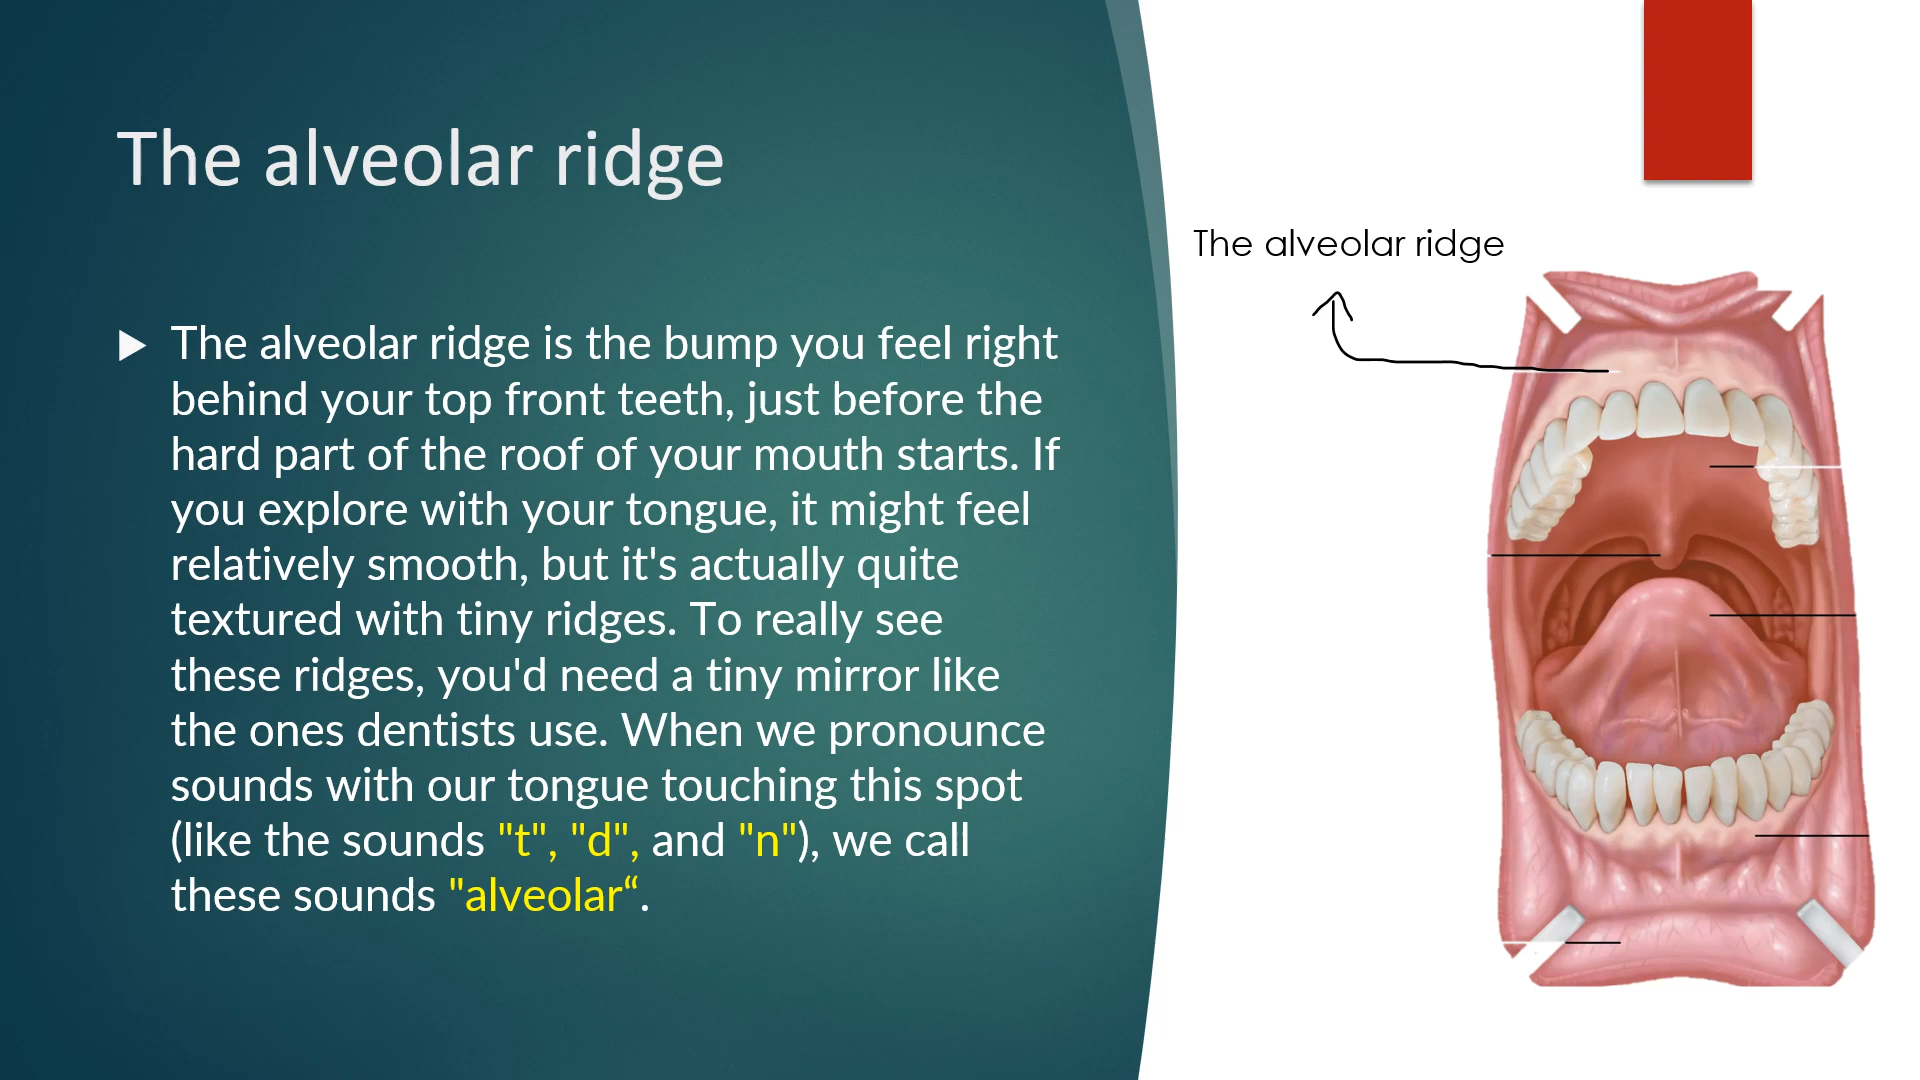 The alveolar ridge
The alveolar ridge is the bump you feel right
behind your top front teeth, just before the
hard part of the roof of your mouth starts. If
you explore with your tongue, it might feel
relatively smooth, but it's actually quite
textured with tiny ridges. To really see
these ridges, you'd need a tiny mirror like
the ones dentists use. When we pronounce
sounds with our tongue touching this spot
(like the sounds "t", "d", and "n"), we call
these sounds "alveolar“.
The alveolar ridge